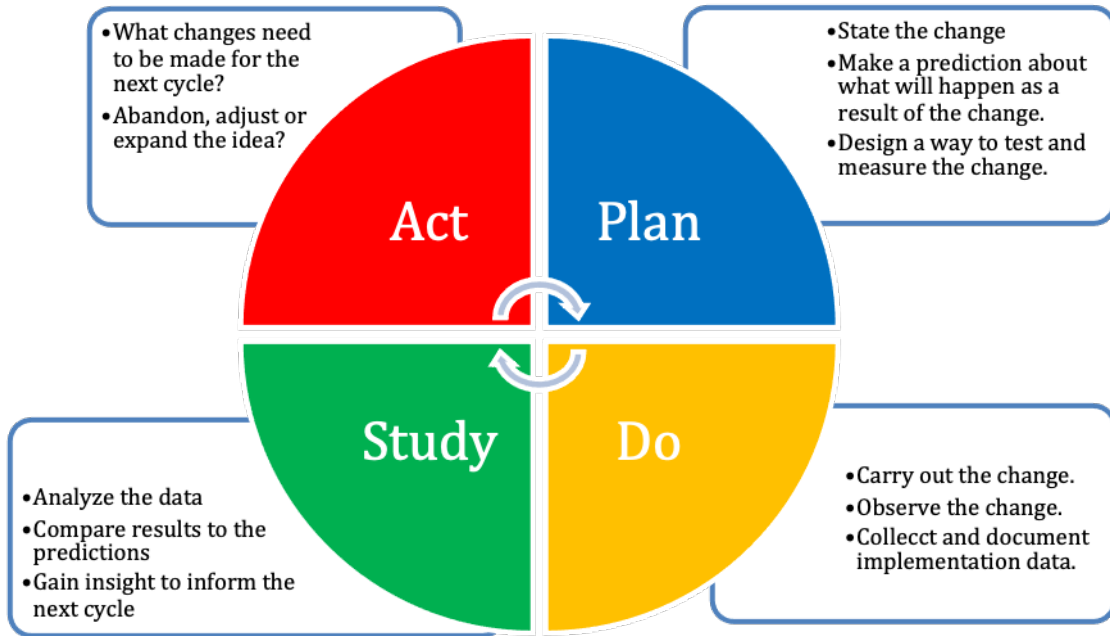 •What changes need
to be made for the
next cycle?
•Abandon, adjust or
expand the idea?
Act
•State the change
•Make a prediction about
what will happen as a
result of the change.
•Design a way to test and
measure the change.
Plan
Study
•Analyze the data
•Compare results to the
predictions
•Gain insight to inform the
next cycle
Do
•Carry out the change.
•Observe the change.
•Collecct and document
implementation data.